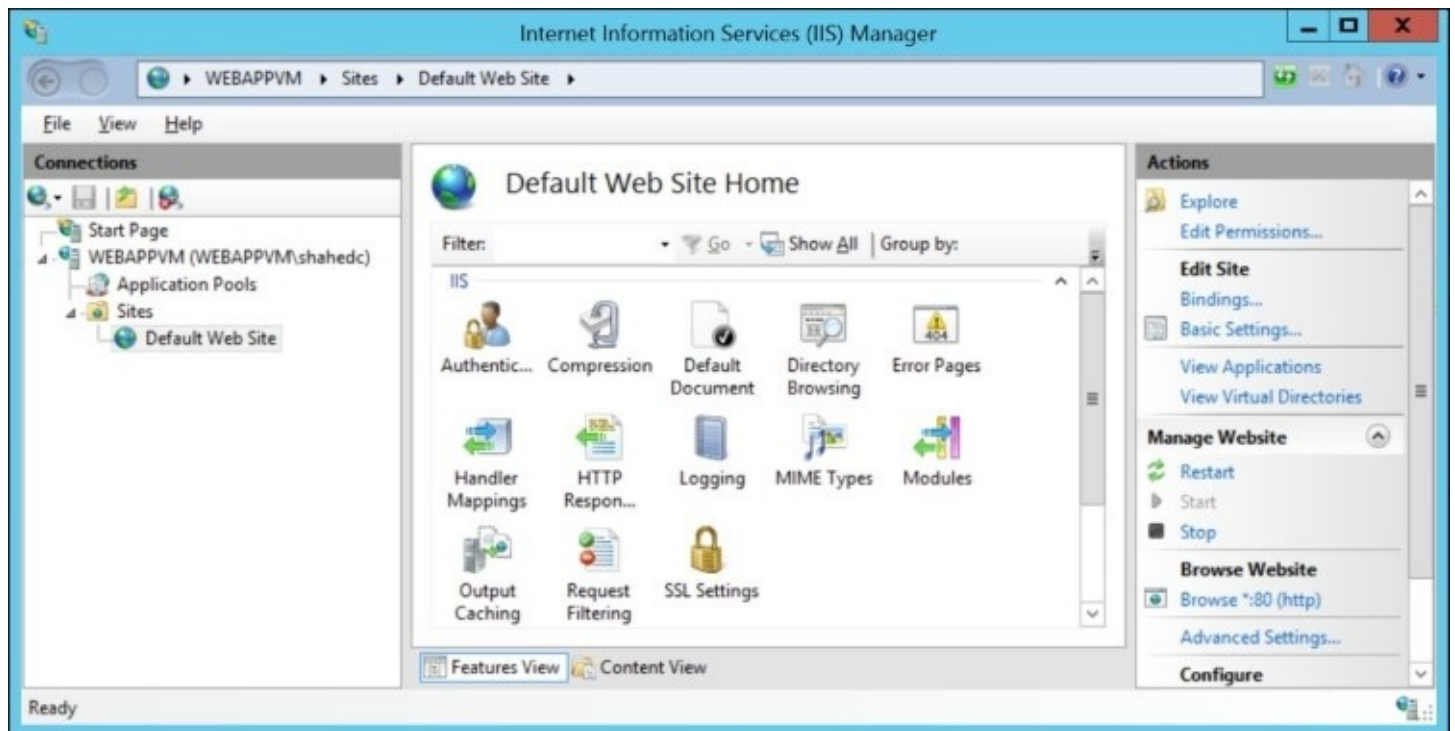 Internet Information Services (IIS) Manager
WEBAPPVM ▸ Sites ▸ Default Web Site ▸
File View Help
Connections
Start Page
WEBAPPVM (WEBAPPVM\shahedc)
Application Pools
Sites
Default Web Site
Default Web Site Home
Filter: Go Show All Group by:
IIS
Authentic... Compression Default Document Directory Browsing Error Pages
404
Handler Mappings HTTP Respon... Logging MIME Types Modules
Output Caching Request Filtering SSL Settings
Features View Content View
Actions
Explore
Edit Permissions...
Edit Site
Bindings...
Basic Settings...
View Applications
View Virtual Directories
Manage Website
Restart
Start
Stop
Browse Website
Browse *:80 (http)
Advanced Settings...
Configure
Ready